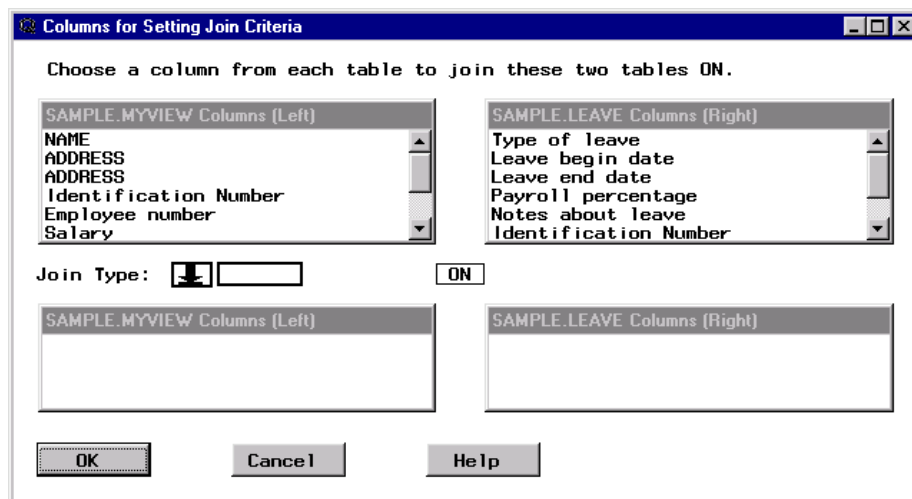 Columns for Setting Join Criteria
Choose a column from each table to join these two tables ON.
SAMPLE.MYVIEW Columns (Left)
NAME
ADDRESS
ADDRESS
Identification Number
Employee number
Salary
SAMPLE.LEAVE Columns (Right)
Type of leave
Leave begin date
Leave end date
Payroll percentage
Notes about leave
Identification Number
Join Type:
ON
SAMPLE.MYVIEW Columns (Left)
SAMPLE.LEAVE Columns (Right)
OK
Cancel
Help